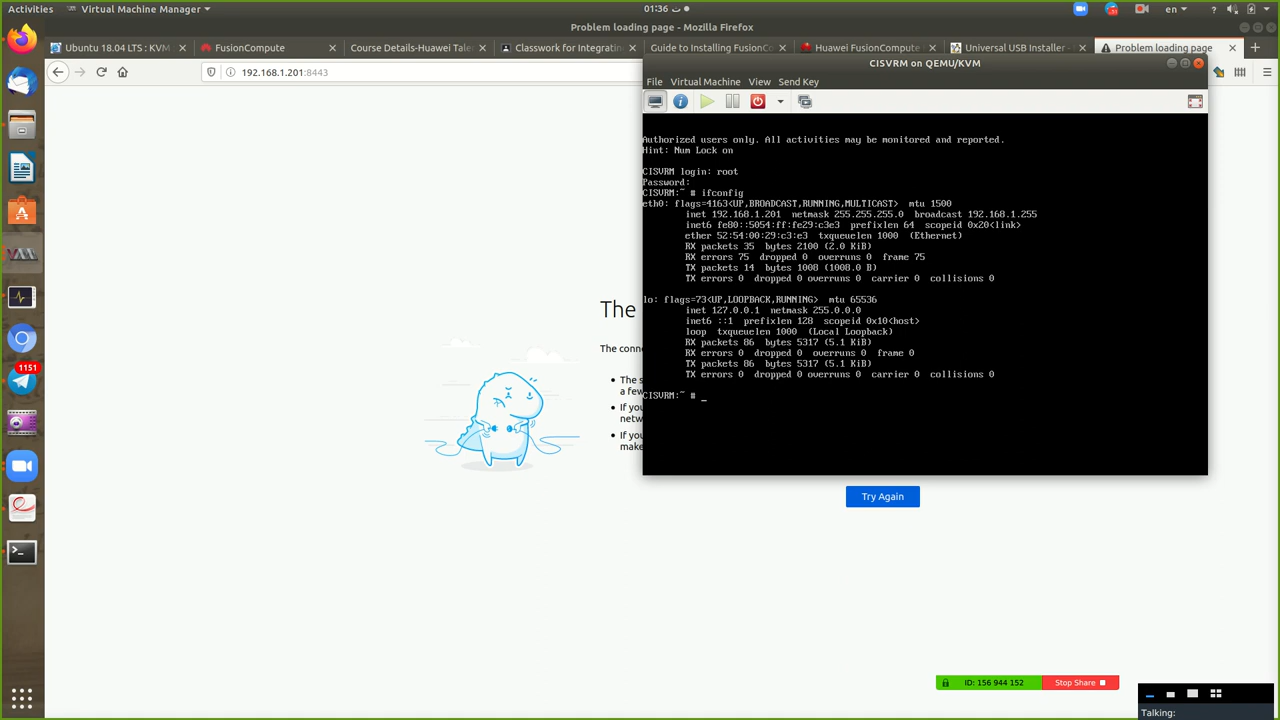 Activities Virtual Machine Manager 01:36 ت en ?
Problem loading page - Mozilla Firefox
Ubuntu 18.04 LTS : KVM FusionCompute Course Details-Huawei Tale Classwork for Integratin Guide to Installing FusionCo Huawei FusionCompute Universal USB Installer - Problem loading page
192.168.1.201:8443
CISVRM on QEMU/KVM
File Virtual Machine View Send Key
Authorized users only. All activities may be monitored and reported.
Hint: Num Lock on
CISVRM login: root
Password:
CISVRM:~ # ifconfig
eth0: flags=4163<UP,BROADCAST,RUNNING,MULTICAST> mtu 1500
inet 192.168.1.201 netmask 255.255.255.0 broadcast 192.168.1.255
inet6 fe80::5054:ff:fe29:c3e3 prefixlen 64 scopeid 0x20<link>
ether 52:54:00:29:c3:e3 txqueuelen 1000 (Ethernet)
RX packets 35 bytes 2100 (2.0 KiB)
RX errors 75 dropped 0 overruns 0 frame 75
TX packets 14 bytes 1008 (1008.0 B)
TX errors 0 dropped 0 overruns 0 carrier 0 collisions 0
lo: flags=73<UP,LOOPBACK,RUNNING> mtu 65536
inet 127.0.0.1 netmask 255.0.0.0
inet6 ::1 prefixlen 128 scopeid 0x10<host>
loop txqueuelen 1000 (Local Loopback)
RX packets 86 bytes 5317 (5.1 KiB)
RX errors 0 dropped 0 overruns 0 frame 0
TX packets 86 bytes 5317 (5.1 KiB)
TX errors 0 dropped 0 overruns 0 carrier 0 collisions 0
CISVRM:~ # _
The
The conne
The s
a few
If you
netw
If you
make
Try Again
1151
ID: 156 944 152 Stop Share
Talking: